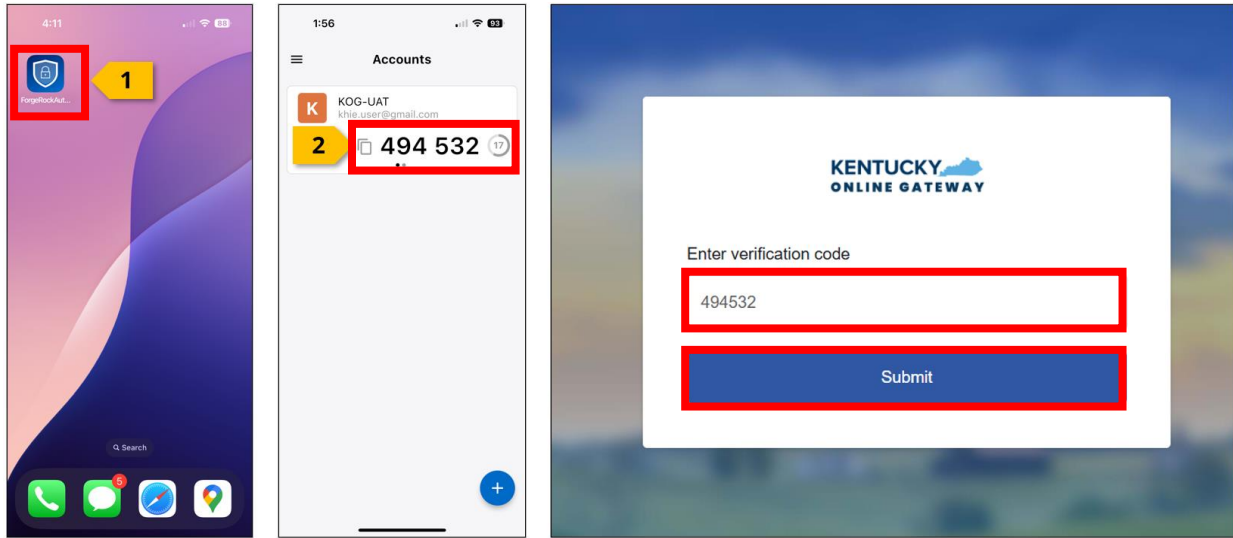 4:11
88
ForgeRockAut...
1
Search
5
1:56
93
Accounts
K
KOG-UAT
khie.user@gmail.com
2
494 532
17
KENTUCKY
ONLINE GATEWAY
Enter verification code
494532
Submit